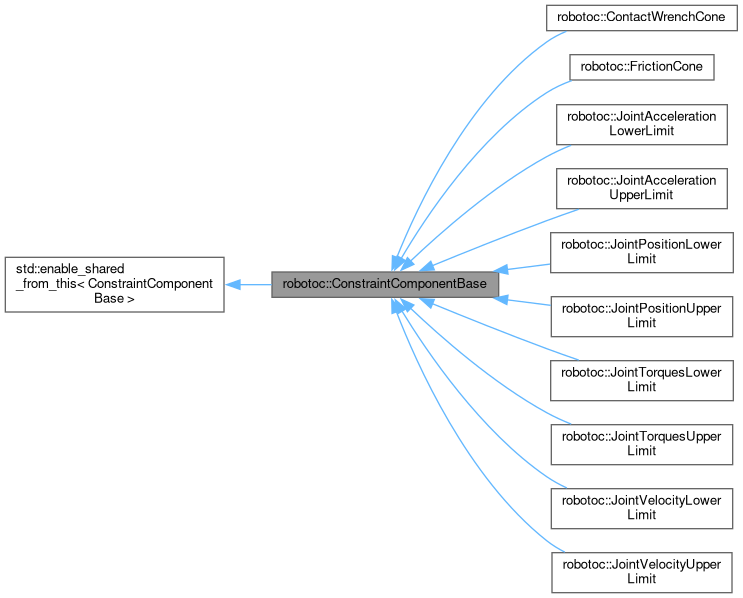 robotoc::ContactWrenchCone
robotoc::FrictionCone
robotoc::JointAcceleration
LowerLimit
robotoc::JointAcceleration
UpperLimit
robotoc::JointPositionLower
Limit
std::enable_shared
_from_this< ConstraintComponent
Base >
robotoc::ConstraintComponentBase
robotoc::JointPositionUpper
Limit
robotoc::JointTorquesLower
Limit
robotoc::JointTorquesUpper
Limit
robotoc::JointVelocityLower
Limit
robotoc::JointVelocityUpper
Limit